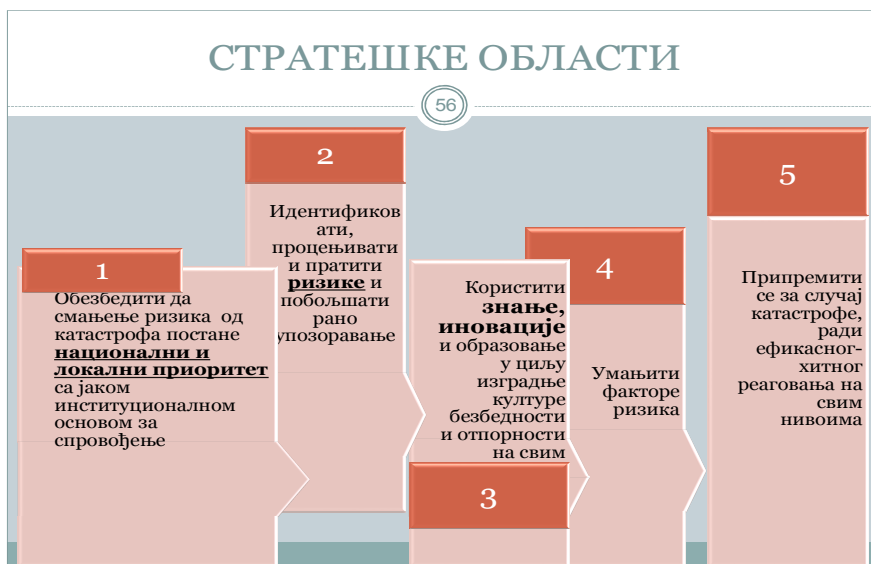 СТРАТЕШКЕ ОБЛАСТИ
56
1
Обезбедити да
смањење ризика од
катастрофа постане
национални и
локални приоритет
са јаком
институционалном
основом за
спровођење
2
Идентификов
ати,
процењивати
и пратити
ризике и
побољшати
рано
упозоравање
3
Користити
знање,
иновације
и образовање
у циљу
изградње
културе
безбедности
и отпорности
на свим
4
Умањити
факторе
ризика
5
Припремити
се за случај
катастрофе,
ради
ефикасног-
хитног
реаговања на
свим
нивоима